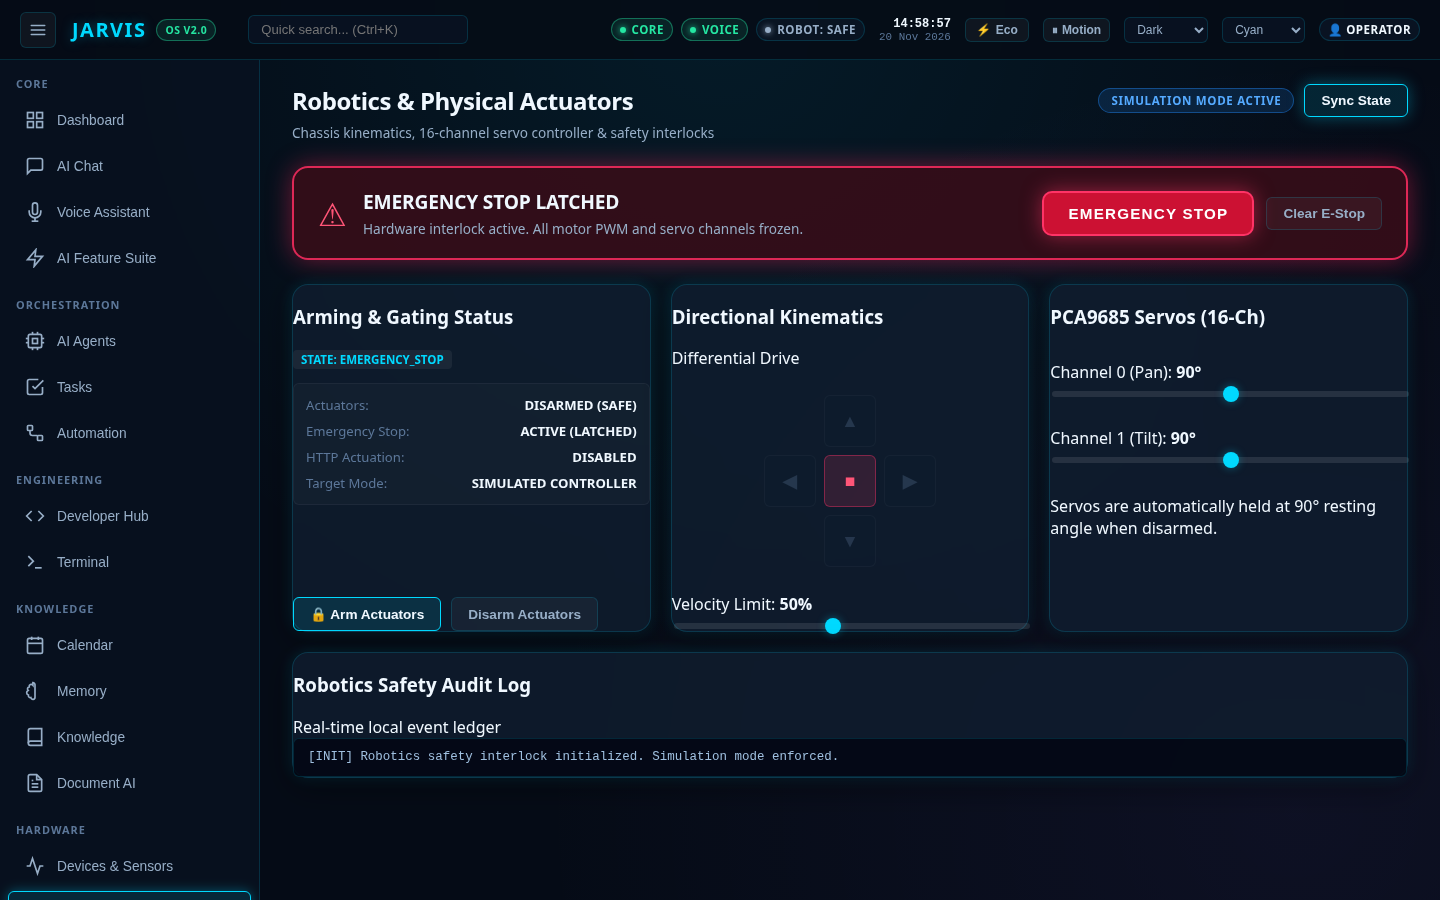 JARVIS
OS V2.0
Quick search... (Ctrl+K)
CORE
VOICE
ROBOT: SAFE
14:58:57
20 Nov 2026
⚡ Eco
Motion
Dark
Cyan
OPERATOR
CORE
Dashboard
AI Chat
Voice Assistant
AI Feature Suite
ORCHESTRATION
AI Agents
Tasks
Automation
ENGINEERING
Developer Hub
Terminal
KNOWLEDGE
Calendar
Memory
Knowledge
Document AI
HARDWARE
Devices & Sensors
Robotics & Physical Actuators
Chassis kinematics, 16-channel servo controller & safety interlocks
SIMULATION MODE ACTIVE
Sync State
EMERGENCY STOP LATCHED
Hardware interlock active. All motor PWM and servo channels frozen.
EMERGENCY STOP
Clear E-Stop
Arming & Gating Status
STATE: EMERGENCY_STOP
Actuators: DISARMED (SAFE)
Emergency Stop: ACTIVE (LATCHED)
HTTP Actuation: DISABLED
Target Mode: SIMULATED CONTROLLER
🔒 Arm Actuators
Disarm Actuators
Directional Kinematics
Differential Drive
▲
◀ ■ ▶
▼
Velocity Limit: 50%
PCA9685 Servos (16-Ch)
Channel 0 (Pan): 90°
Channel 1 (Tilt): 90°
Servos are automatically held at 90° resting
angle when disarmed.
Robotics Safety Audit Log
Real-time local event ledger
[INIT] Robotics safety interlock initialized. Simulation mode enforced.